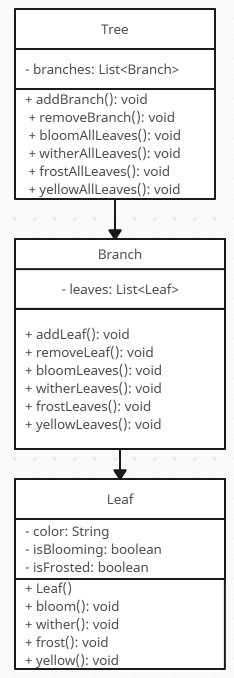 Tree
- branches: List<Branch>
+ addBranch(): void
+ removeBranch(): void
+ bloomAllLeaves(): void
+ witherAllLeaves(): void
+ frostAllLeaves(): void
+ yellowAllLeaves(): void
Branch
- leaves: List<Leaf>
+ addLeaf(): void
+ removeLeaf(): void
+ bloomLeaves(): void
+ witherLeaves(): void
+ frostLeaves(): void
+ yellowLeaves(): void
Leaf
- color: String
- isBlooming: boolean
- isFrosted: boolean
+ Leaf()
+ bloom(): void
+ wither(): void
+ frost(): void
+ yellow(): void